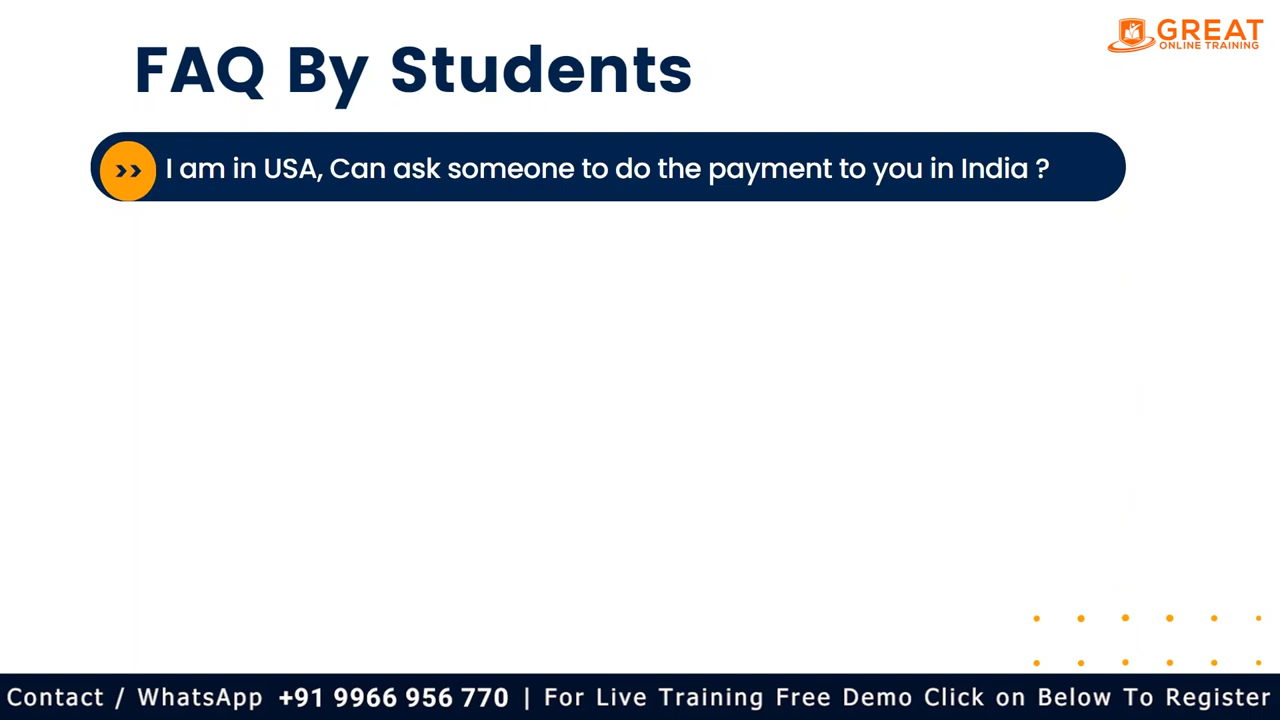 GREAT
ONLINE TRAINING
FAQ By Students
>> I am in USA, Can ask someone to do the payment to you in India ?
Contact / WhatsApp +91 9966 956 770 | For Live Training Free Demo Click on Below To Register